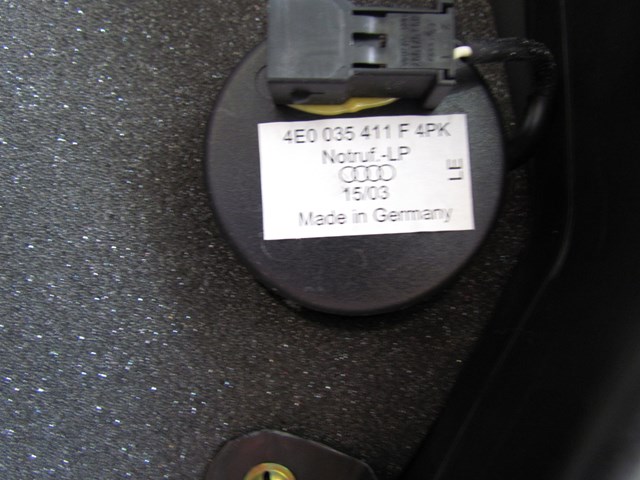 4E0 035 411 F 4PK
Notruf.-LP
15/03
Made in Germany
LE